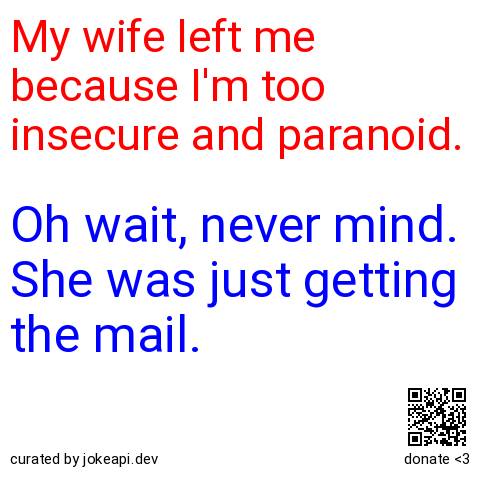 My wife left me
because I'm too
insecure and paranoid.
Oh wait, never mind.
She was just getting
the mail.
curated by jokeapi.dev
donate <3